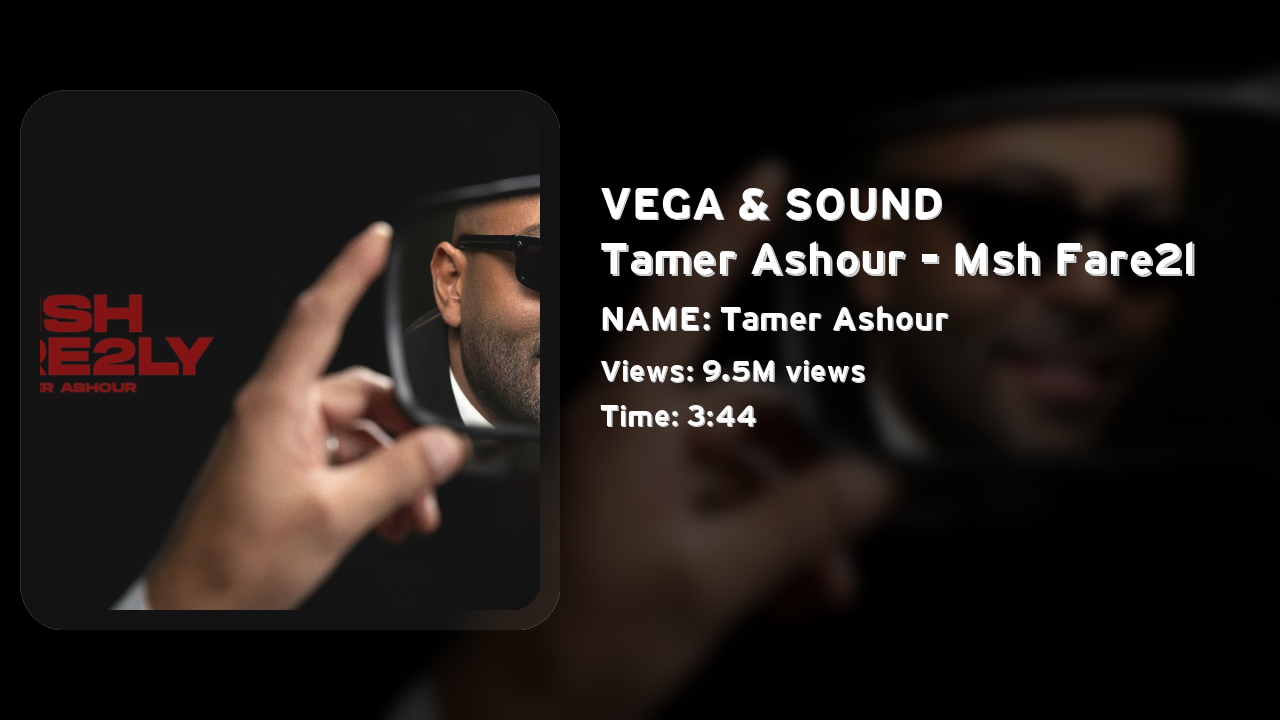 SH
RE2LY
ER ASHOUR
VEGA & SOUND
Tamer Ashour - Msh Fare2l
NAME: Tamer Ashour
Views: 9.5M views
Time: 3:44